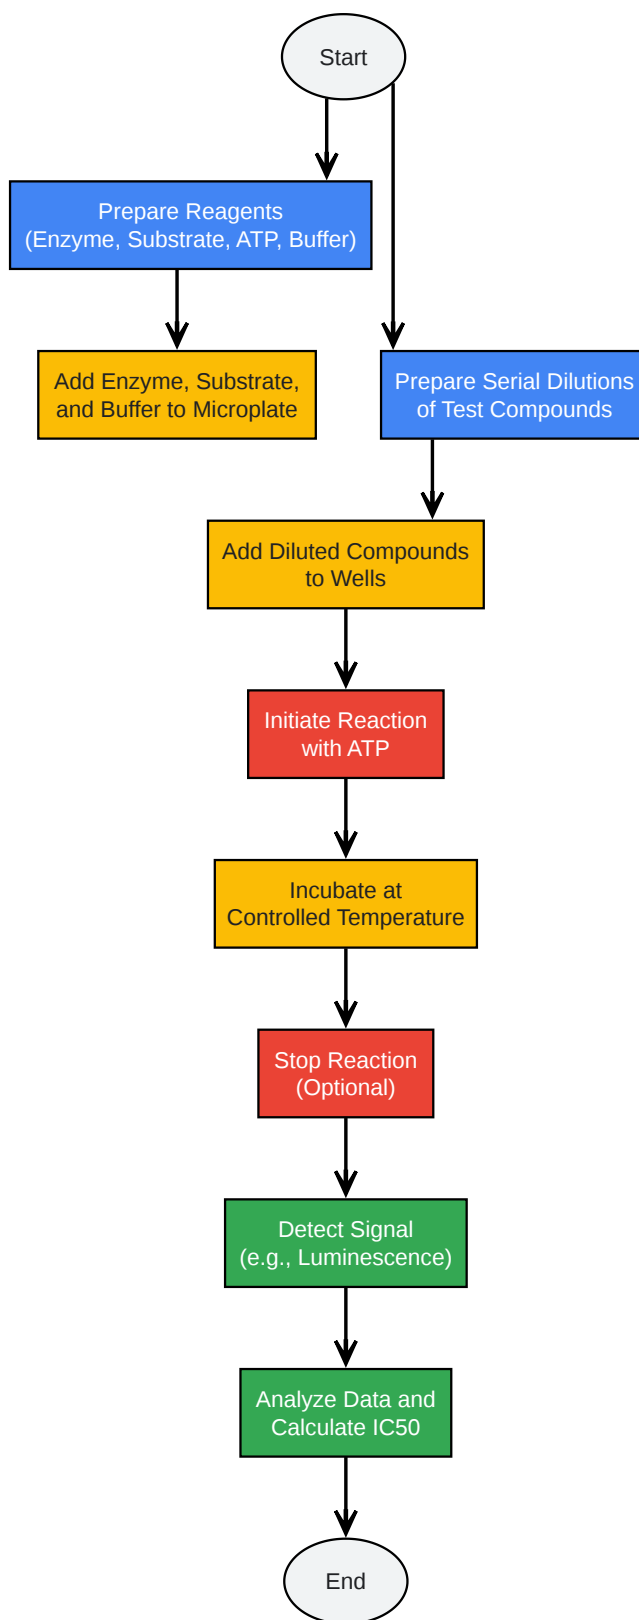 Start
Prepare Reagents
(Enzyme, Substrate, ATP, Buffer)
Add Enzyme, Substrate,
and Buffer to Microplate
Prepare Serial Dilutions
of Test Compounds
Add Diluted Compounds
to Wells
Initiate Reaction
with ATP
Incubate at
Controlled Temperature
Stop Reaction
(Optional)
Detect Signal
(e.g., Luminescence)
Analyze Data and
Calculate IC50
End